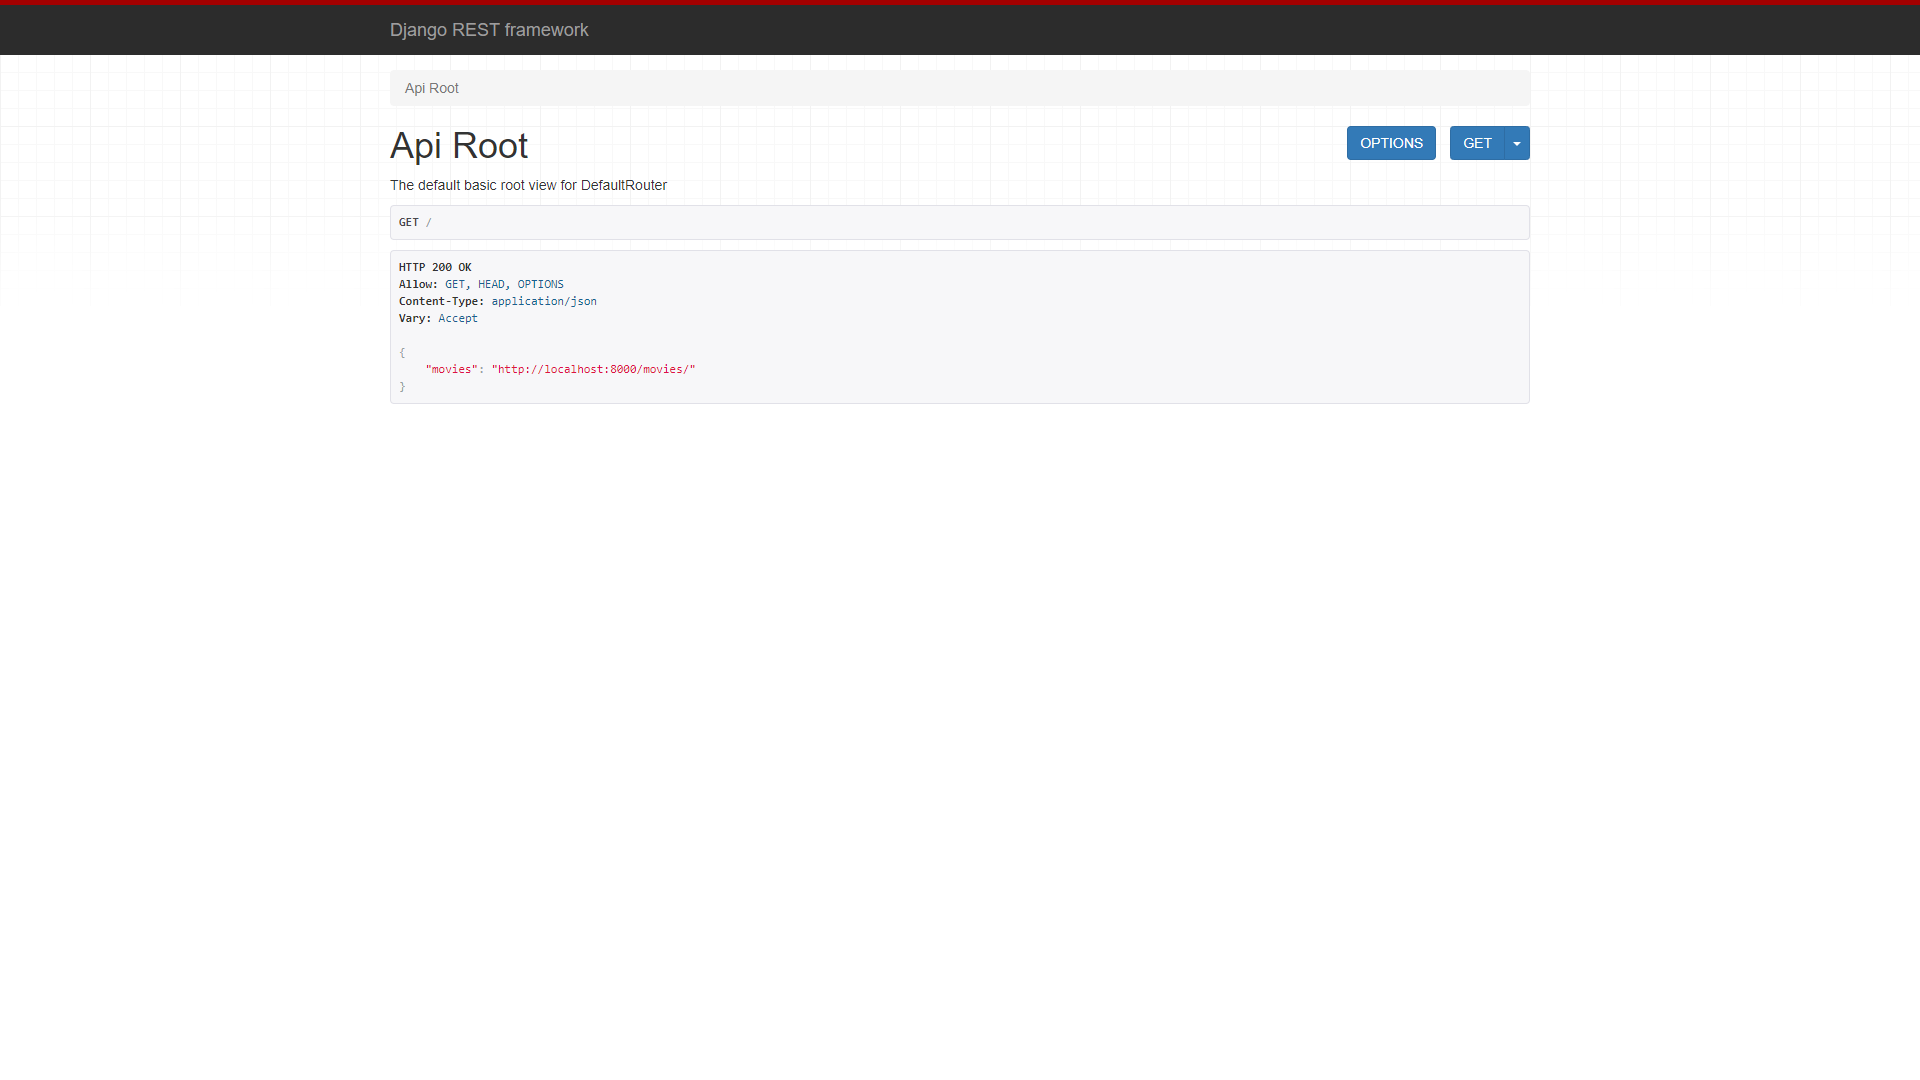 Django REST framework
Api Root
Api Root
OPTIONS
GET
The default basic root view for DefaultRouter
GET /
HTTP 200 OK
Allow: GET, HEAD, OPTIONS
Content-Type: application/json
Vary: Accept
{
"movies": "http://localhost:8000/movies/"
}